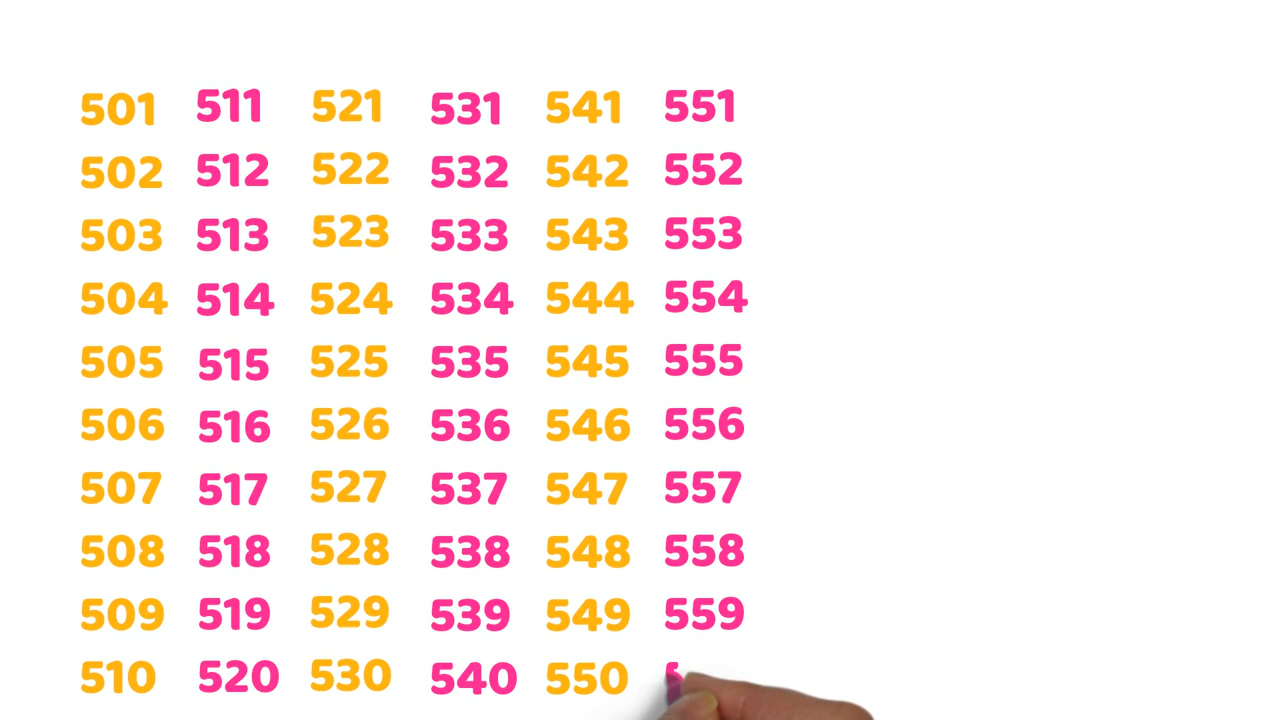 501 511 521 531 541 551
502 512 522 532 542 552
503 513 523 533 543 553
504 514 524 534 544 554
505 515 525 535 545 555
506 516 526 536 546 556
507 517 527 537 547 557
508 518 528 538 548 558
509 519 529 539 549 559
510 520 530 540 550